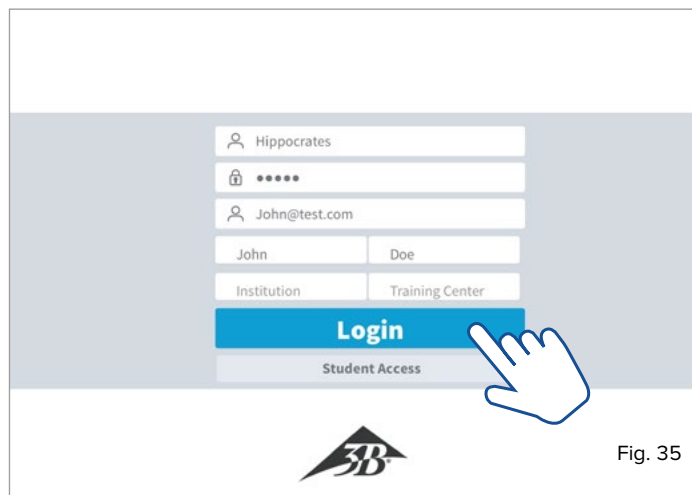 Hippocrates
•••••
John@test.com
John Doe
Institution Training Center
Login
Student Access
3B®
Fig. 35